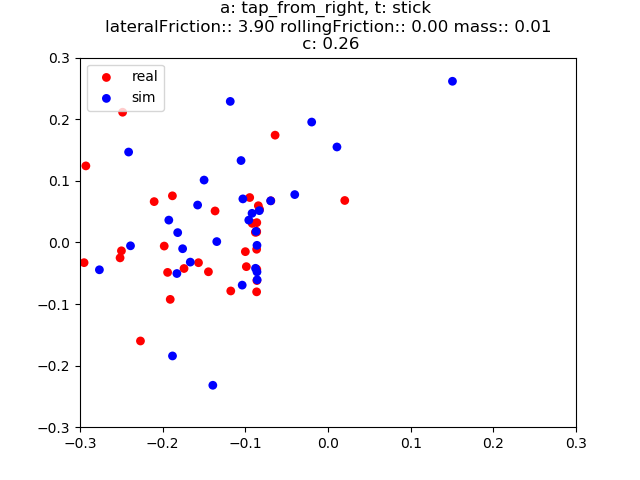 a: tap_from_right, t: stick
lateralFriction:: 3.90 rollingFriction:: 0.00 mass:: 0.01
c: 0.26
real
sim
0.3
0.2
0.1
0.0
−0.1
−0.2
−0.3
−0.3 −0.2 −0.1 0.0 0.1 0.2 0.3